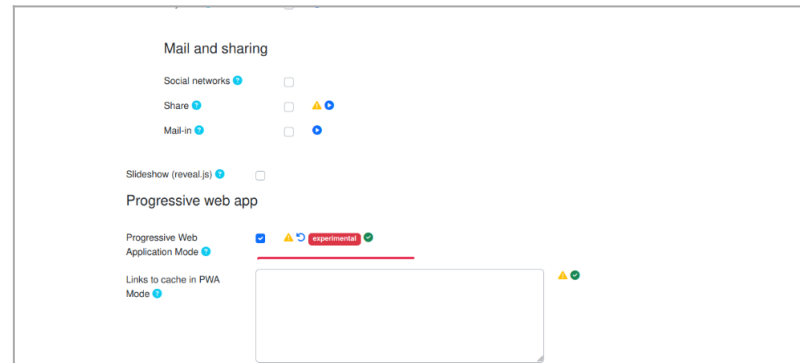 Mail and sharing
Social networks
Share
Mail-in
Slideshow (reveal.js)
Progressive web app
Progressive Web
Application Mode
experimental
Links to cache in PWA
Mode